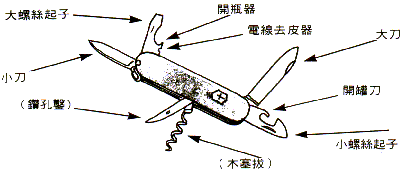 開瓶器
大螺絲起子
電線去皮器
大刀
小刀
開罐刀
（鑽孔鑿）
小螺絲起子
（木塞拔）